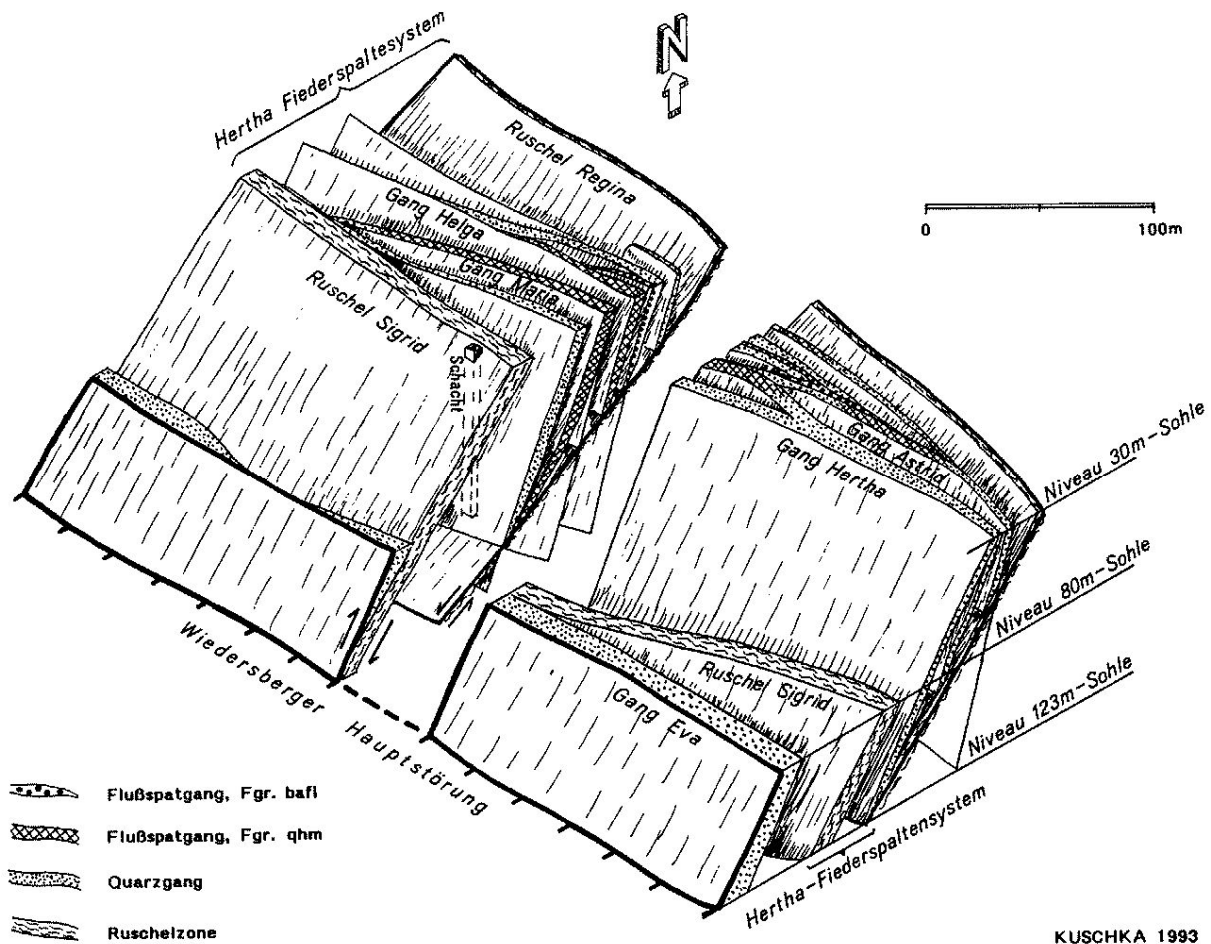 Hertha Fiederspaltesystem
N
Ruschel Regina
0 100m
Gang Helga
Gang Maria
Ruschel Sigrid
Schacht
Gang Astrid
Gang Hertha
Niveau 30m-Sohle
Niveau 80m-Sohle
Niveau 123m-Sohle
Ruschel Sigrid
Gang Eva
Wiedersberger Hauptstörung
Hertha-Fiederspaltensystem
Flußspatgang, Fgr. bafl
Flußspatgang, Fgr. qhm
Quarzgang
Ruschelzone
KUSCHKA 1993